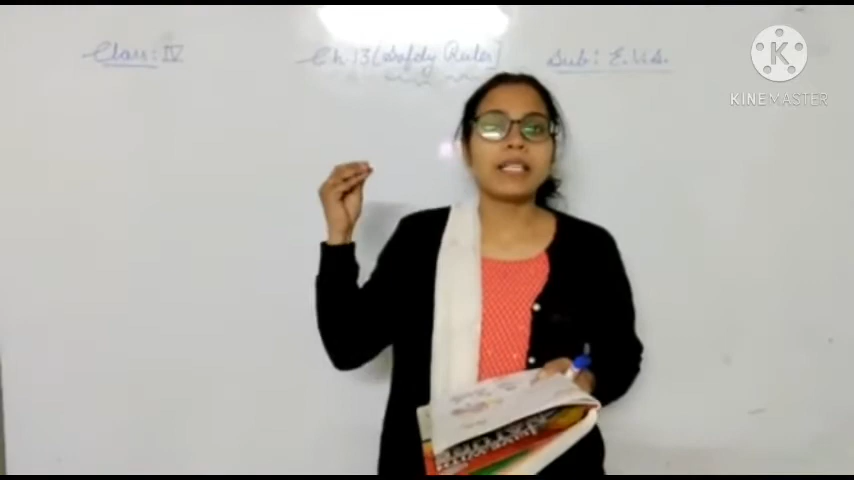 Class: IV
Ch. 13 [Safety Rules]
Sub: E.V.S.
K
KINEMASTER